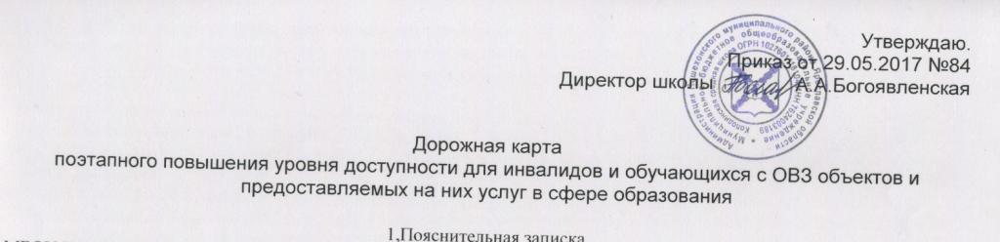 Утверждаю.
Приказ от 29.05.2017 №84
Директор школы А.А.Богоявленская
Дорожная карта
поэтапного повышения уровня доступности для инвалидов и обучающихся с ОВЗ объектов и
предоставляемых на них услуг в сфере образования
1,Пояснительная записка